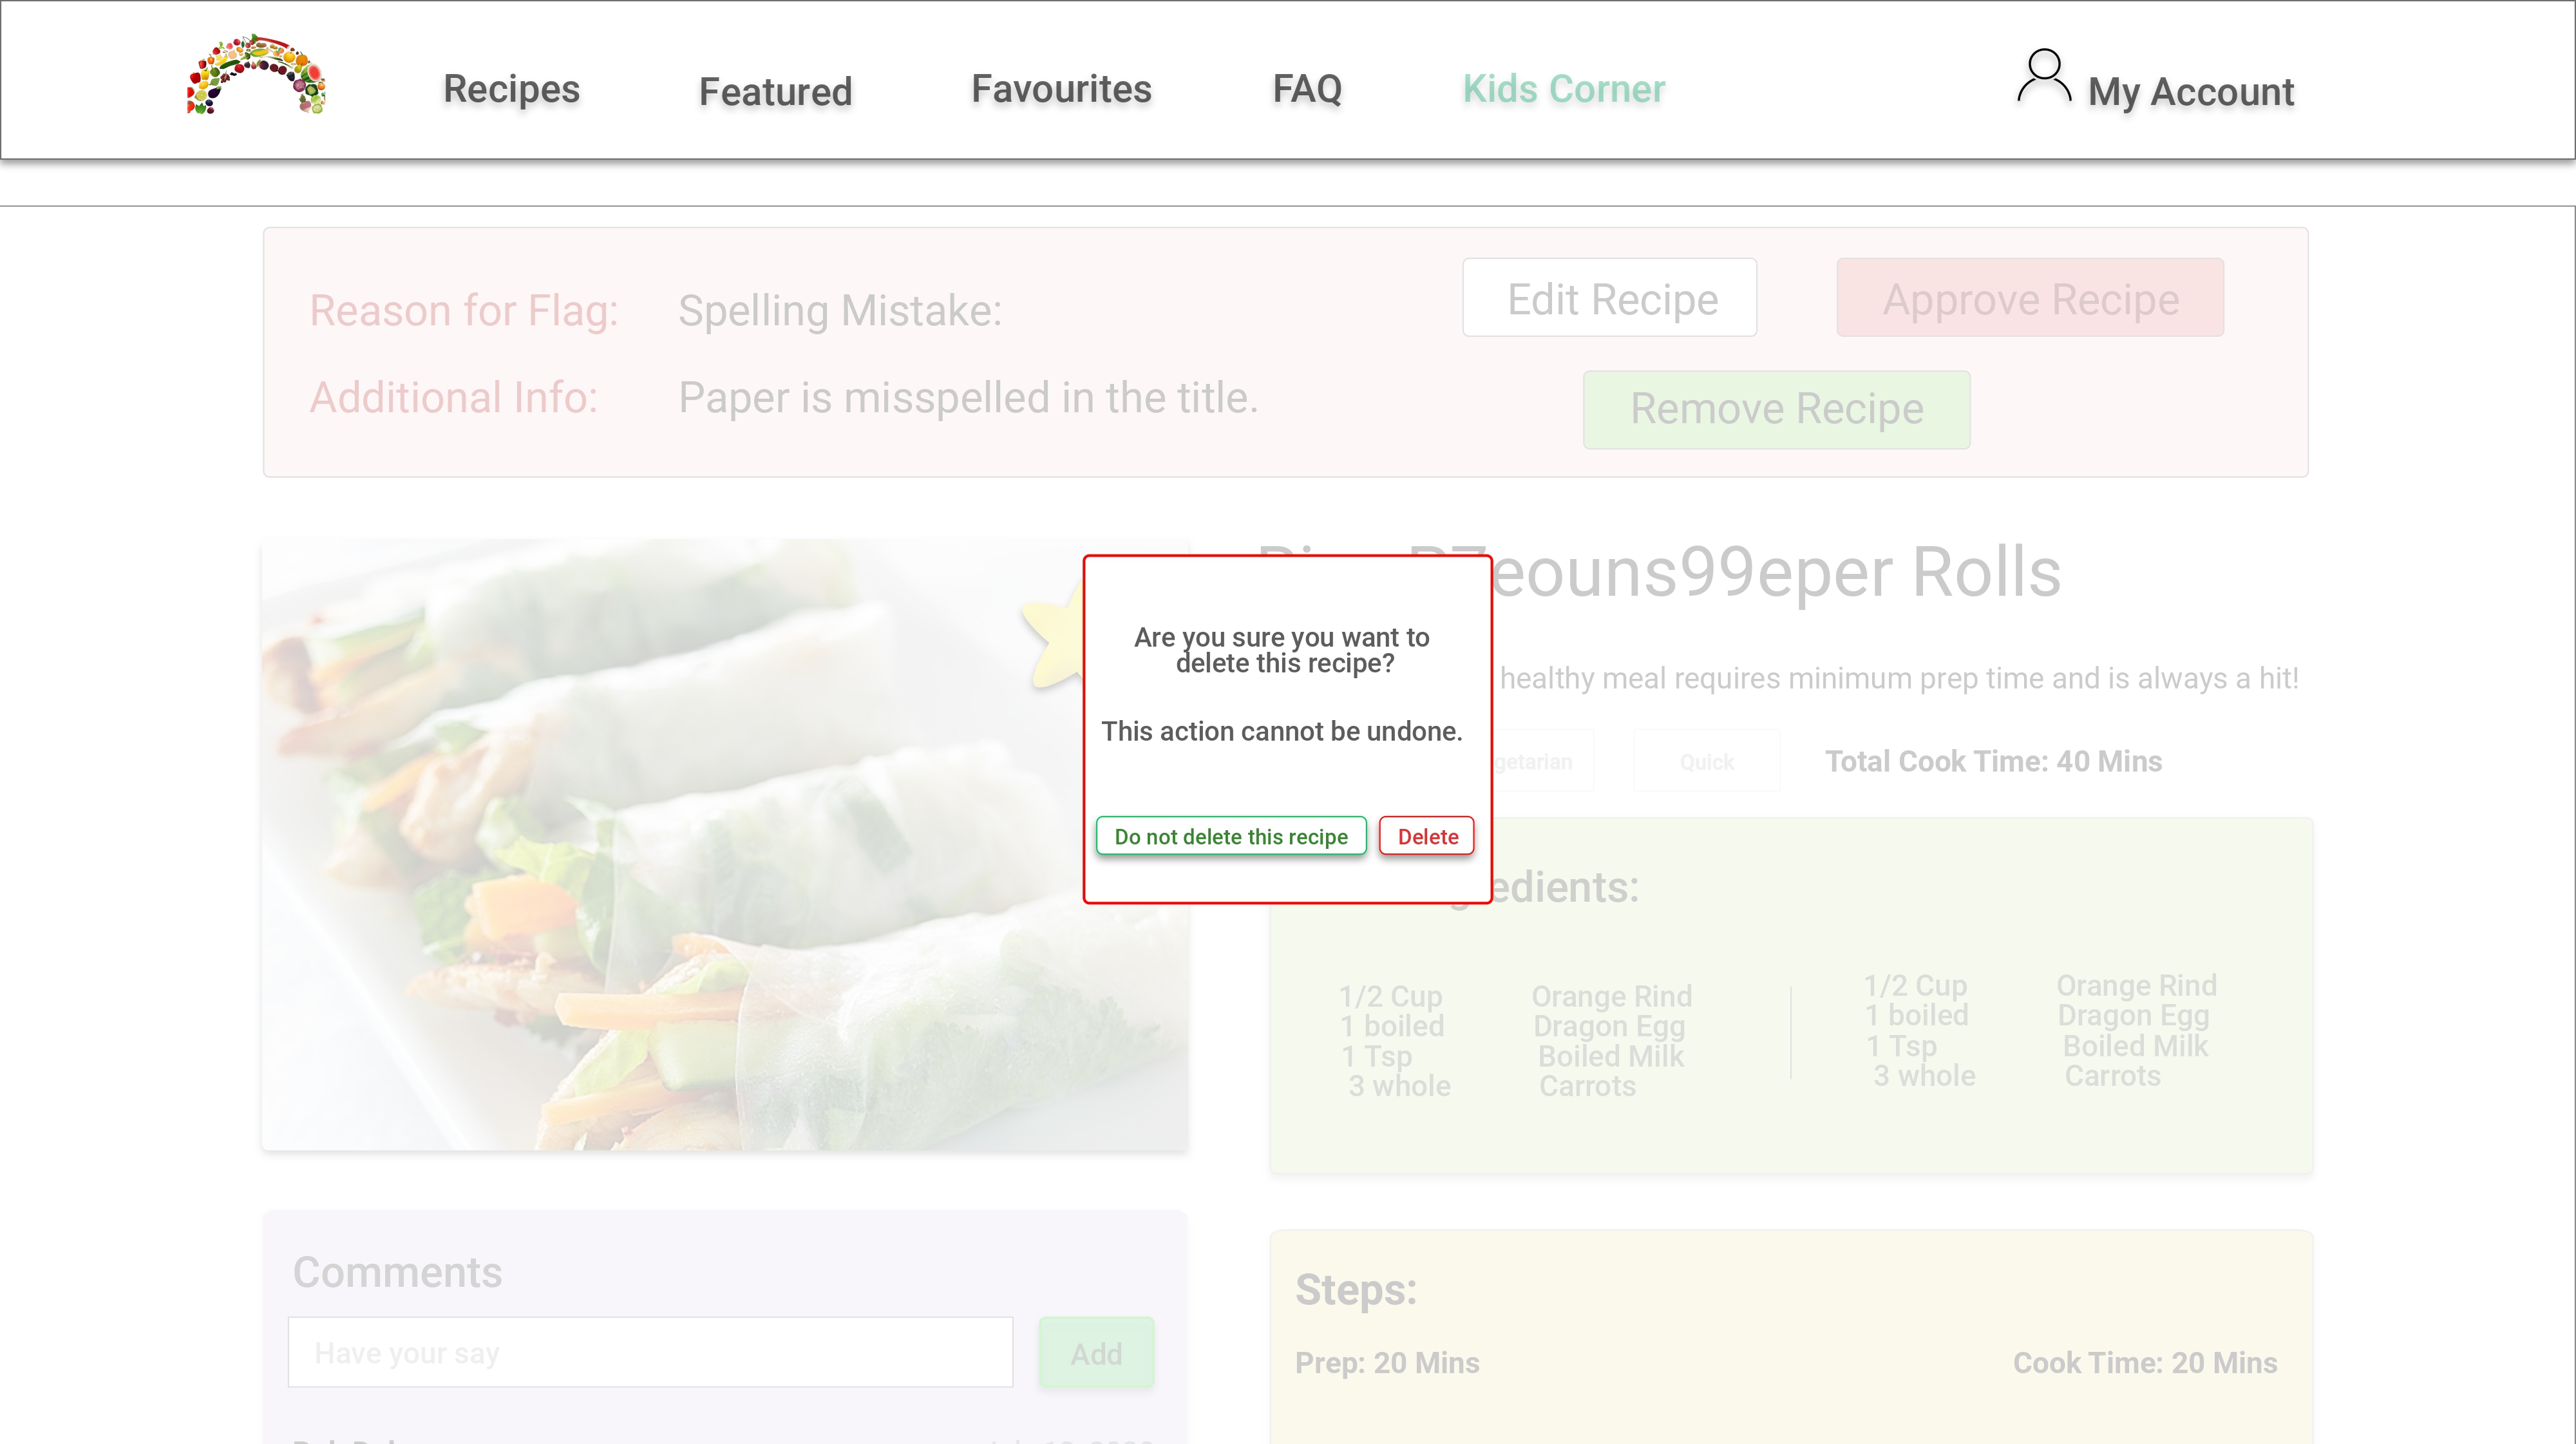 Recipes Featured Favourites FAQ Kids Corner My Account
Reason for Flag: Spelling Mistake:
Additional Info: Paper is misspelled in the title.
Edit Recipe Approve Recipe
Remove Recipe
eouns99eper Rolls
healthy meal requires minimum prep time and is always a hit!
getarian Quick Total Cook Time: 40 Mins
Are you sure you want to
delete this recipe?
This action cannot be undone.
Do not delete this recipe Delete
edients:
1/2 Cup Orange Rind
1 boiled Dragon Egg
1 Tsp Boiled Milk
3 whole Carrots
1/2 Cup Orange Rind
1 boiled Dragon Egg
1 Tsp Boiled Milk
3 whole Carrots
Comments
Have your say Add
Steps:
Prep: 20 Mins Cook Time: 20 Mins